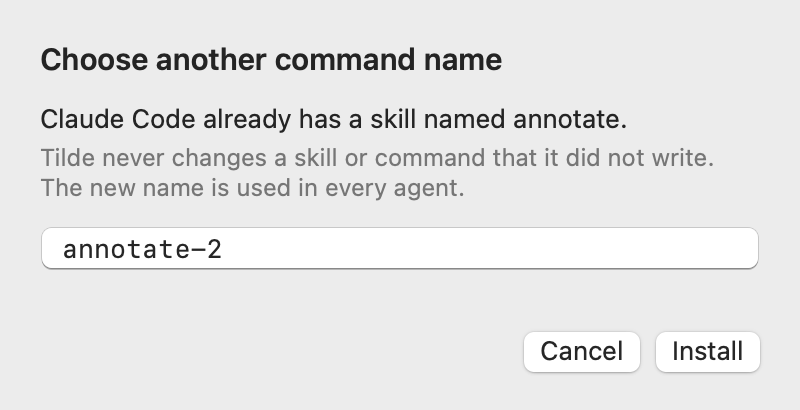 Choose another command name
Claude Code already has a skill named annotate.
Tilde never changes a skill or command that it did not write.
The new name is used in every agent.
annotate-2
Cancel
Install